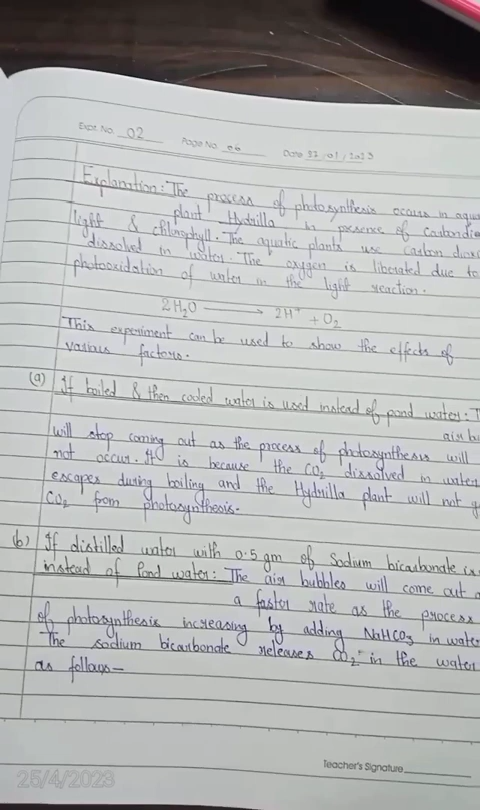 Expt. No. 02
Page No. 06
Date 27/01/2023
Explanation: The process of photosynthesis occurs in aqua
plant Hydrilla in presence of Carbondio
light & chlorophyll. The aquatic plants use carbon diox
dissolved in water. The oxygen is liberated due to
photooxidation of water in the light reaction.
2H₂O ⟶ 2H⁺ + O₂
This experiment can be used to show the effects of
various factors.
(a) If boiled & then cooled water is used instead of pond water: T
air bu
will stop coming out as the process of photosynthesis will
not occur. It is because the CO₂ dissolved in water
escapes during boiling and the Hydrilla plant will not g
CO₂ from photosynthesis.
(b) If distilled water with 0.5 gm of Sodium bicarbonate is
instead of Pond water: The air bubbles will come out a
a faster rate as the process
of photosynthesis increasing by adding NaHCO₃ in wate
The sodium bicarbonate releases CO₂ in the water
as follows—
Teacher's Signature
25/4/2023